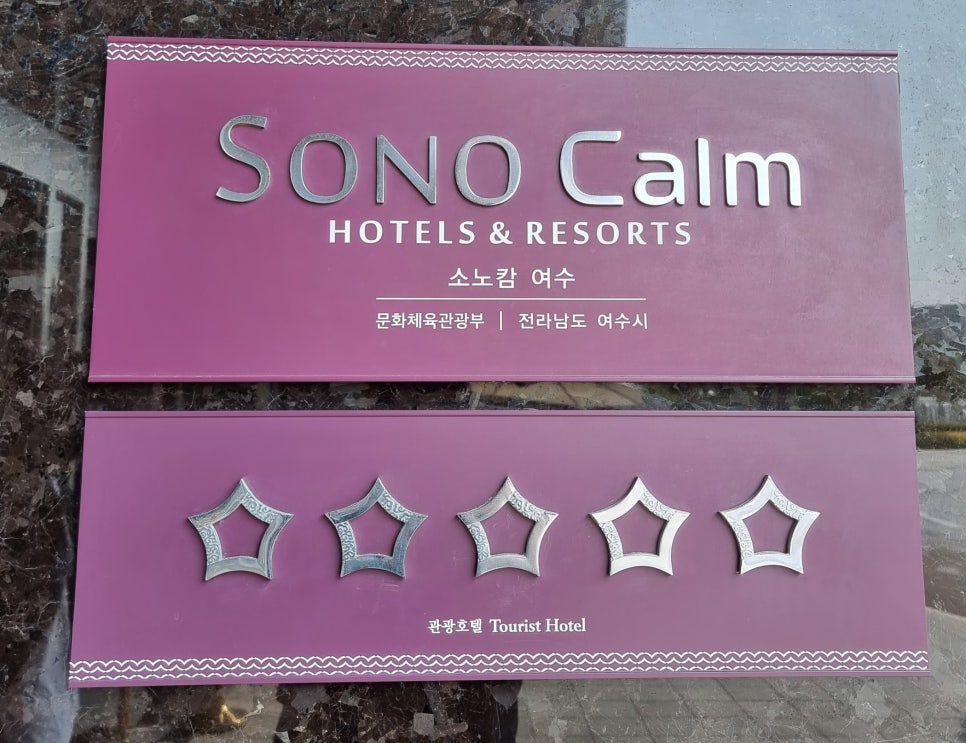 SONO Calm
HOTELS & RESORTS
소노캄 여수
문화체육관광부 | 전라남도 여수시
관광호텔 Tourist Hotel